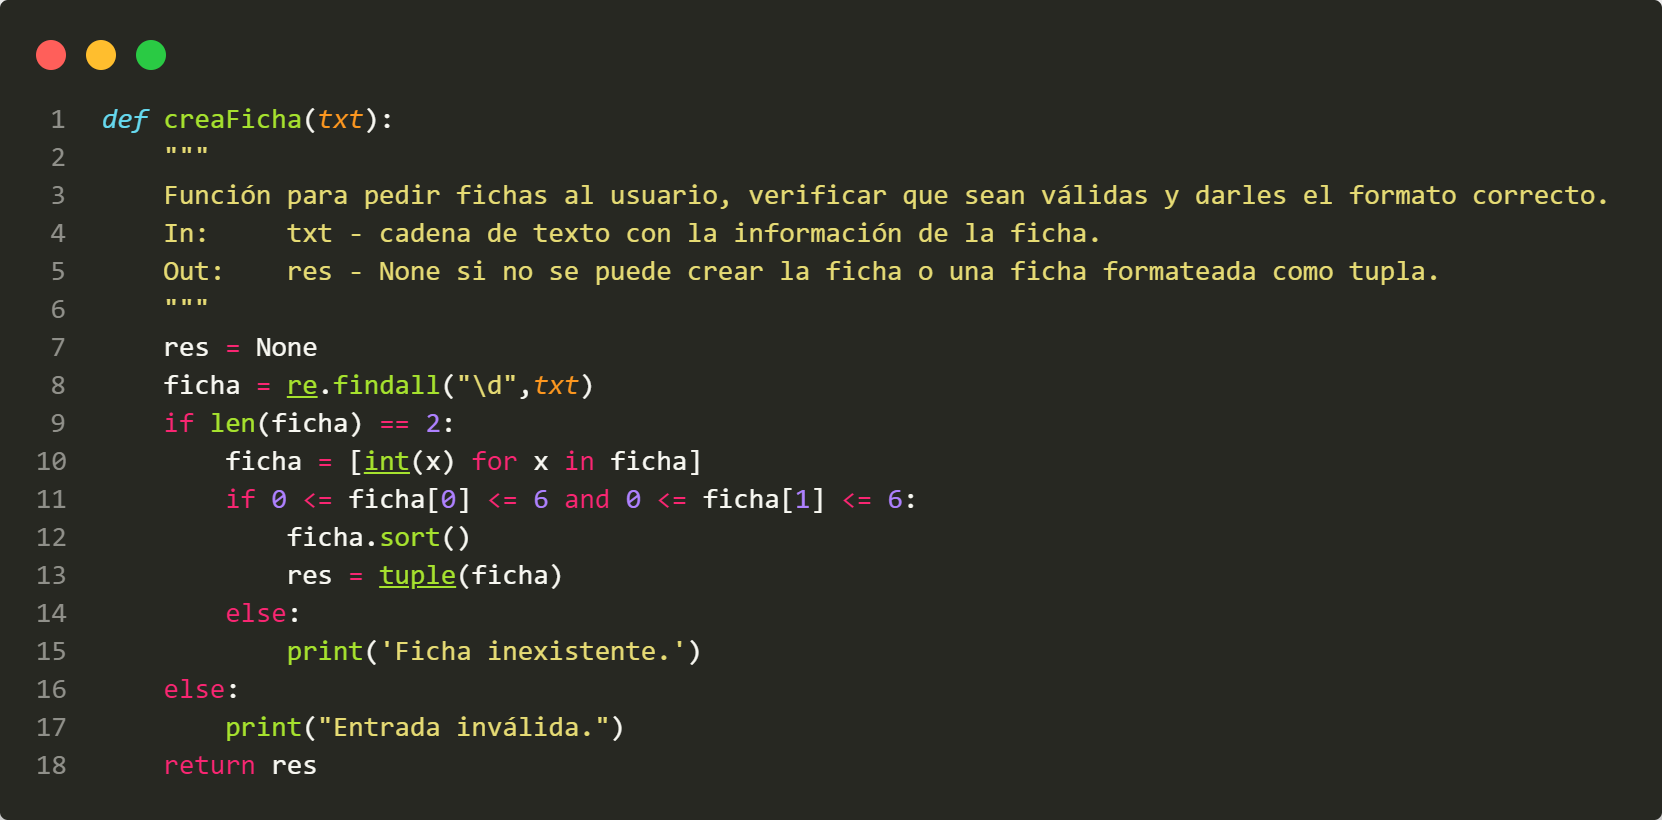 1 def creaFicha(txt):
2     """
3     Función para pedir fichas al usuario, verificar que sean válidas y darles el formato correcto.
4     In:     txt - cadena de texto con la información de la ficha.
5     Out:    res - None si no se puede crear la ficha o una ficha formateada como tupla.
6     """
7     res = None
8     ficha = re.findall("\d",txt)
9     if len(ficha) == 2:
10         ficha = [int(x) for x in ficha]
11         if 0 <= ficha[0] <= 6 and 0 <= ficha[1] <= 6:
12             ficha.sort()
13             res = tuple(ficha)
14         else:
15             print('Ficha inexistente.')
16     else:
17         print("Entrada inválida.")
18     return res